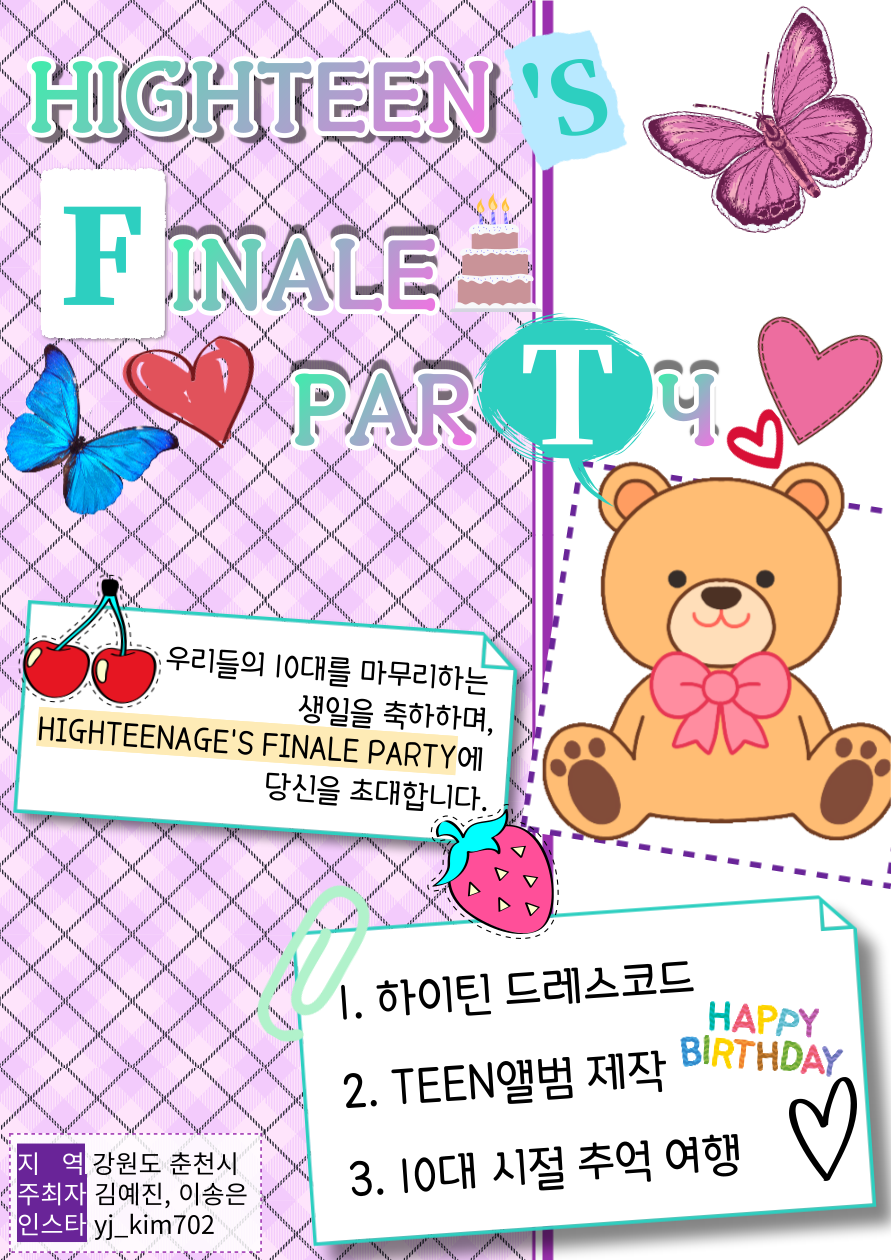 HIGHTEEN'S
FINALE
PARTY
우리들의 10대를 마무리하는
생일을 축하하며,
HIGHTEENAGE'S FINALE PARTY에
당신을 초대합니다.
1. 하이틴 드레스코드
2. TEEN앨범 제작
HAPPY
BIRTHDAY
3. 10대 시절 추억 여행
지 역 강원도 춘천시
주최자 김예진, 이송은
인스타 yj_kim702